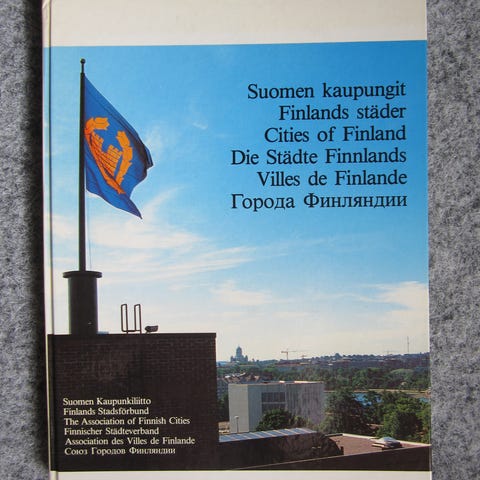 Suomen kaupungit
Finlands städer
Cities of Finland
Die Städte Finnlands
Villes de Finlande
Города Финляндии
Suomen Kaupunkiliitto
Finlands Stadsförbund
The Association of Finnish Cities
Finnischer Städteverband
Association des Villes de Finlande
Союз Городов Финляндии